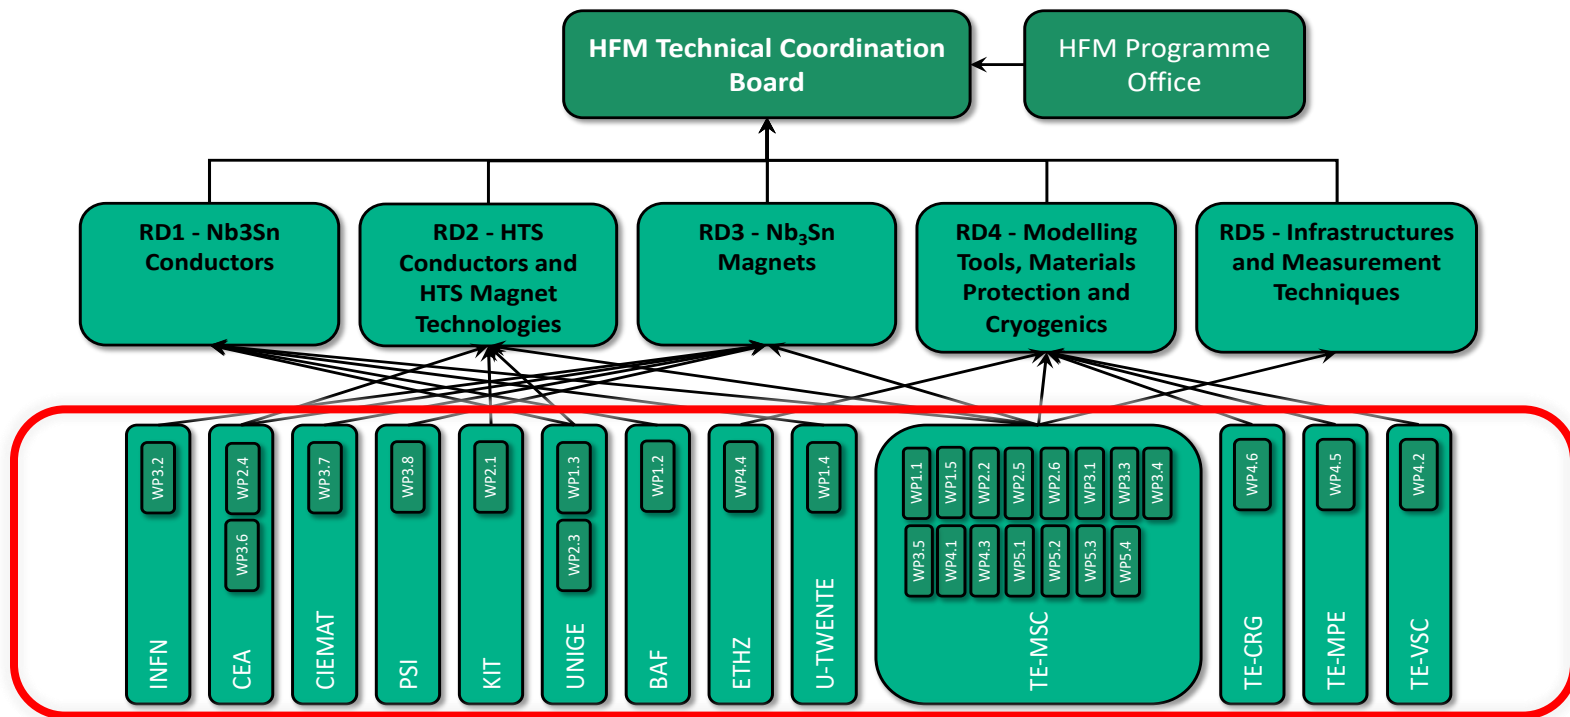 HFM Technical Coordination
Board
HFM Programme
Office
RD1 - Nb3Sn
Conductors
RD2 - HTS
Conductors and
HTS Magnet
Technologies
RD3 - Nb₃Sn
Magnets
RD4 - Modelling
Tools, Materials
Protection and
Cryogenics
RD5 - Infrastructures
and Measurement
Techniques
WP3.2
INFN
WP2.4
WP3.6
CEA
WP3.7
CIEMAT
WP3.8
PSI
WP2.1
KIT
WP1.3
WP2.3
UNIGE
WP1.2
BAF
WP4.4
ETHZ
WP1.4
U-TWENTE
WP1.1
WP1.5
WP2.2
WP2.5
WP2.6
WP3.1
WP3.3
WP3.4
WP3.5
WP4.1
WP4.3
WP5.1
WP5.2
WP5.3
WP5.4
TE-MSC
WP4.6
TE-CRG
WP4.5
TE-MPE
WP4.2
TE-VSC